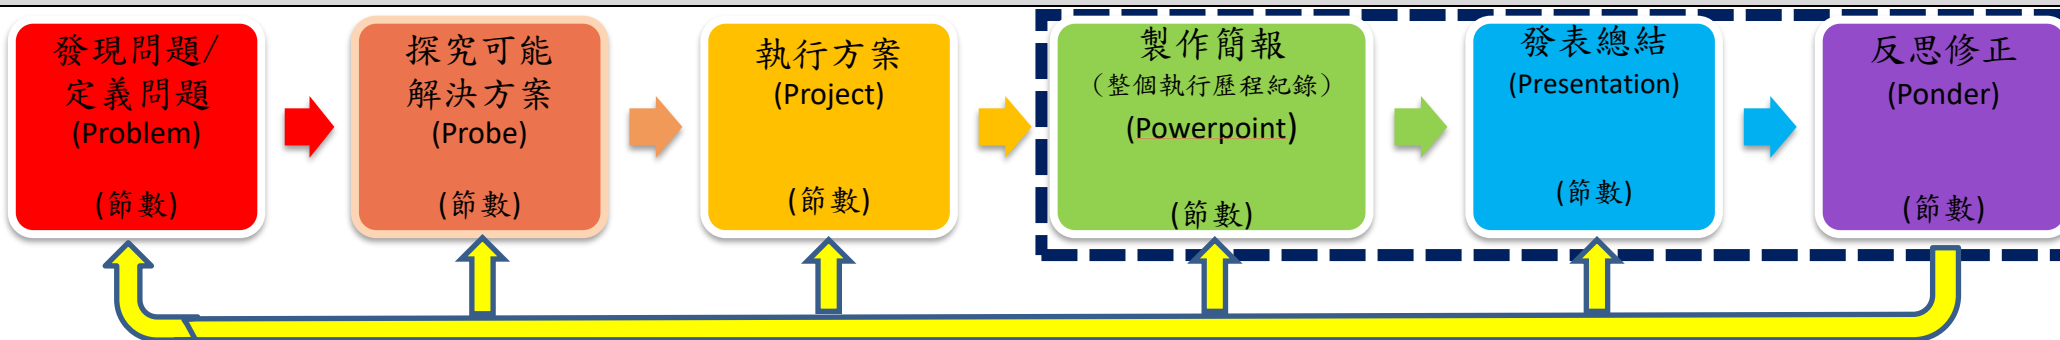 發現問題/
定義問題
(Problem)
(節數)
探究可能
解決方案
(Probe)
(節數)
執行方案
(Project)
(節數)
製作簡報
（整個執行歷程紀錄）
(Powerpoint)
(節數)
發表總結
(Presentation)
(節數)
反思修正
(Ponder)
(節數)